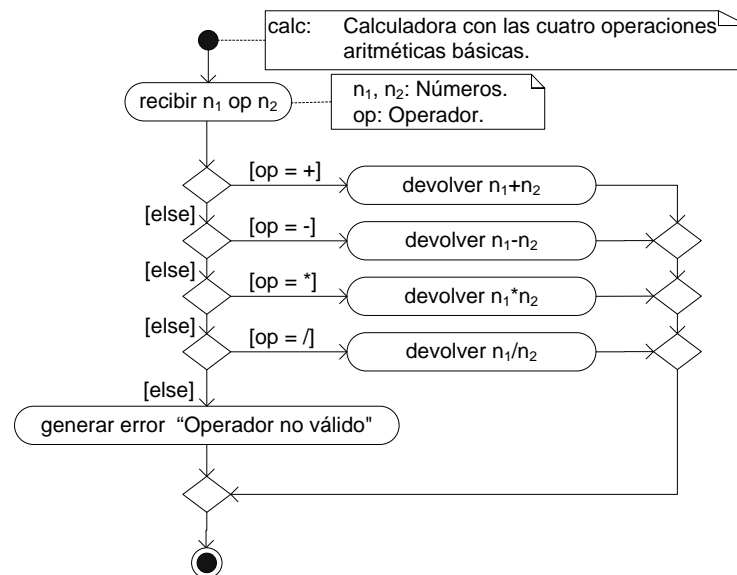 calc: Calculadora con las cuatro operaciones
aritméticas básicas.
recibir n₁ op n₂
n₁, n₂: Números.
op: Operador.
[op = +]
devolver n₁+n₂
[else]
[op = -]
devolver n₁-n₂
[else]
[op = *]
devolver n₁*n₂
[else]
[op = /]
devolver n₁/n₂
[else]
generar error “Operador no válido"